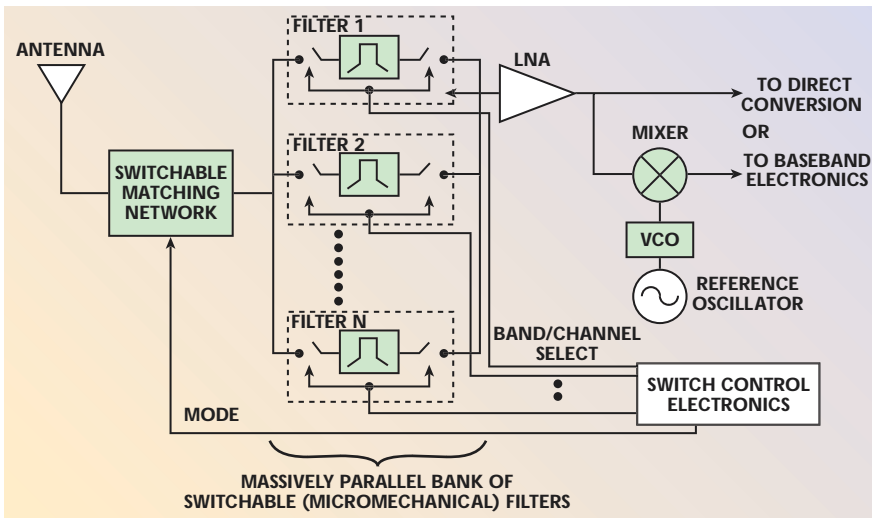 ANTENNA
SWITCHABLE
MATCHING
NETWORK
FILTER 1
FILTER 2
FILTER N
LNA
TO DIRECT
CONVERSION
OR
TO BASEBAND
ELECTRONICS
MIXER
VCO
REFERENCE
OSCILLATOR
BAND/CHANNEL
SELECT
SWITCH CONTROL
ELECTRONICS
MODE
MASSIVELY PARALLEL BANK OF
SWITCHABLE (MICROMECHANICAL) FILTERS